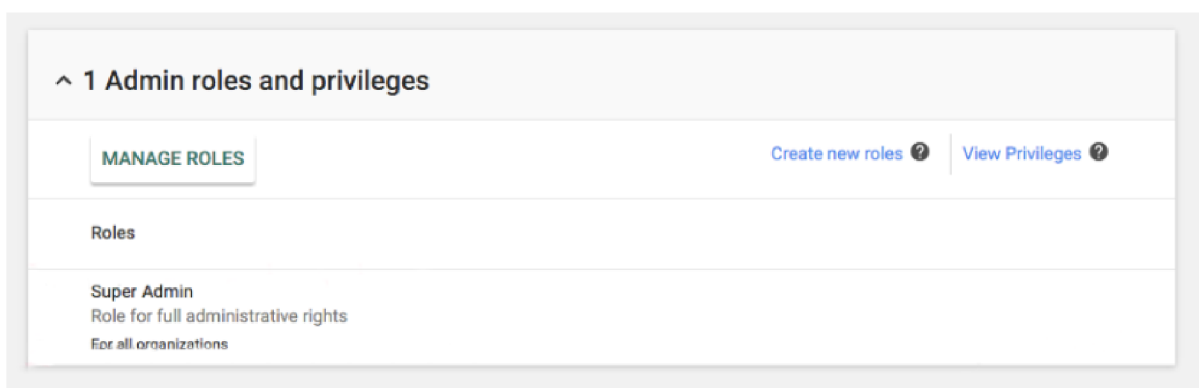 1 Admin roles and privileges
MANAGE ROLES
Create new roles
View Privileges
Roles
Super Admin
Role for full administrative rights
For all organizations